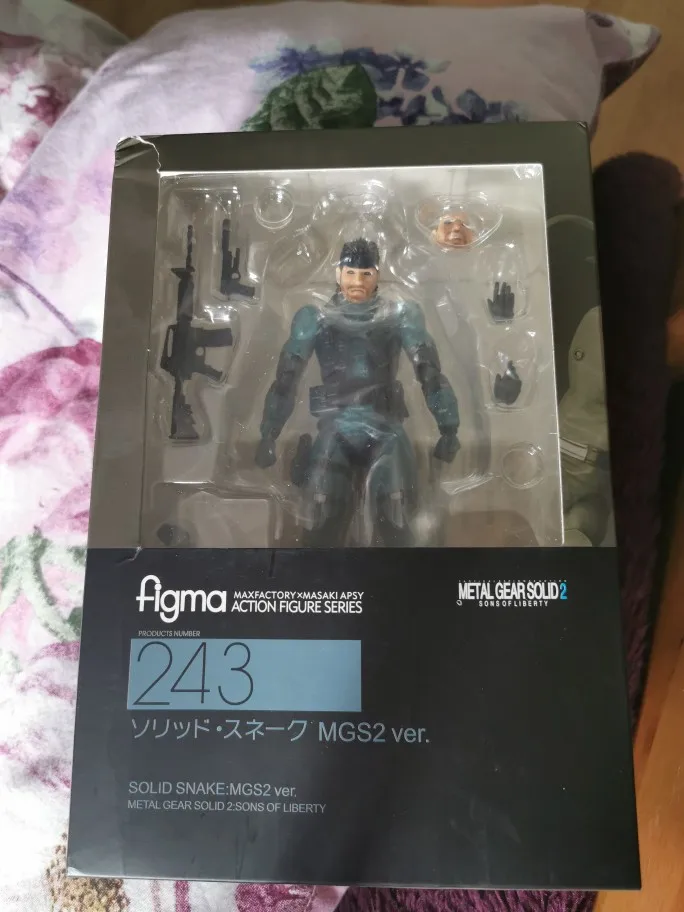 figma MAXFACTORY×MASAKI APSY
ACTION FIGURE SERIES
METAL GEAR SOLID 2
SONS OF LIBERTY
PRODUCTS NUMBER
243
ソリッド・スネーク MGS2 ver.
SOLID SNAKE:MGS2 ver.
METAL GEAR SOLID 2:SONS OF LIBERTY